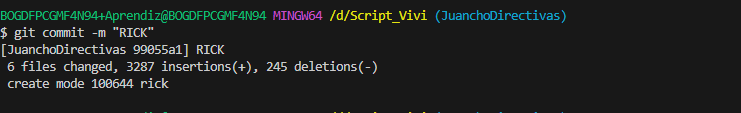 BOGDFPCGMF4N94+Aprendiz@BOGDFPCGMF4N94 MINGW64 /d/Script_Vivi (JuanchoDirectivas)
$ git commit -m "RICK"
[JuanchoDirectivas 99055a1] RICK
 6 files changed, 3287 insertions(+), 245 deletions(-)
 create mode 100644 rick